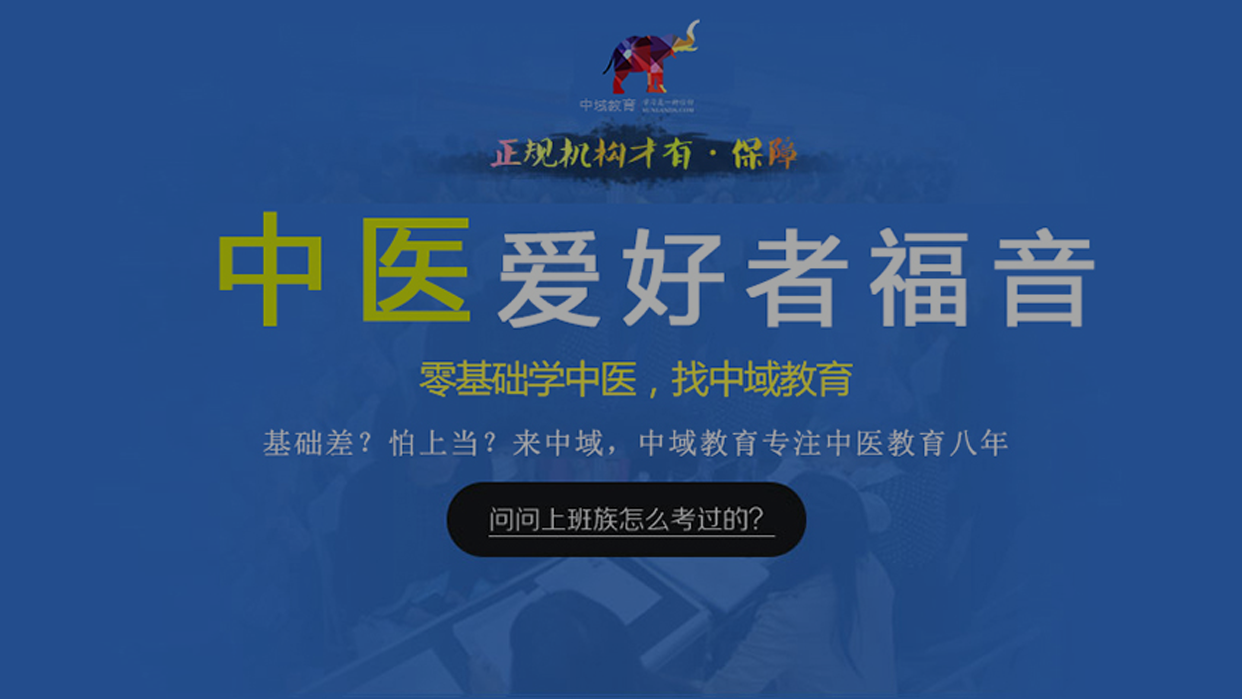 中域教育
正规机构才有·保障
中医爱好者福音
零基础学中医，找中域教育
基础差？怕上当？来中域，中域教育专注中医教育八年
问问上班族怎么考过的？